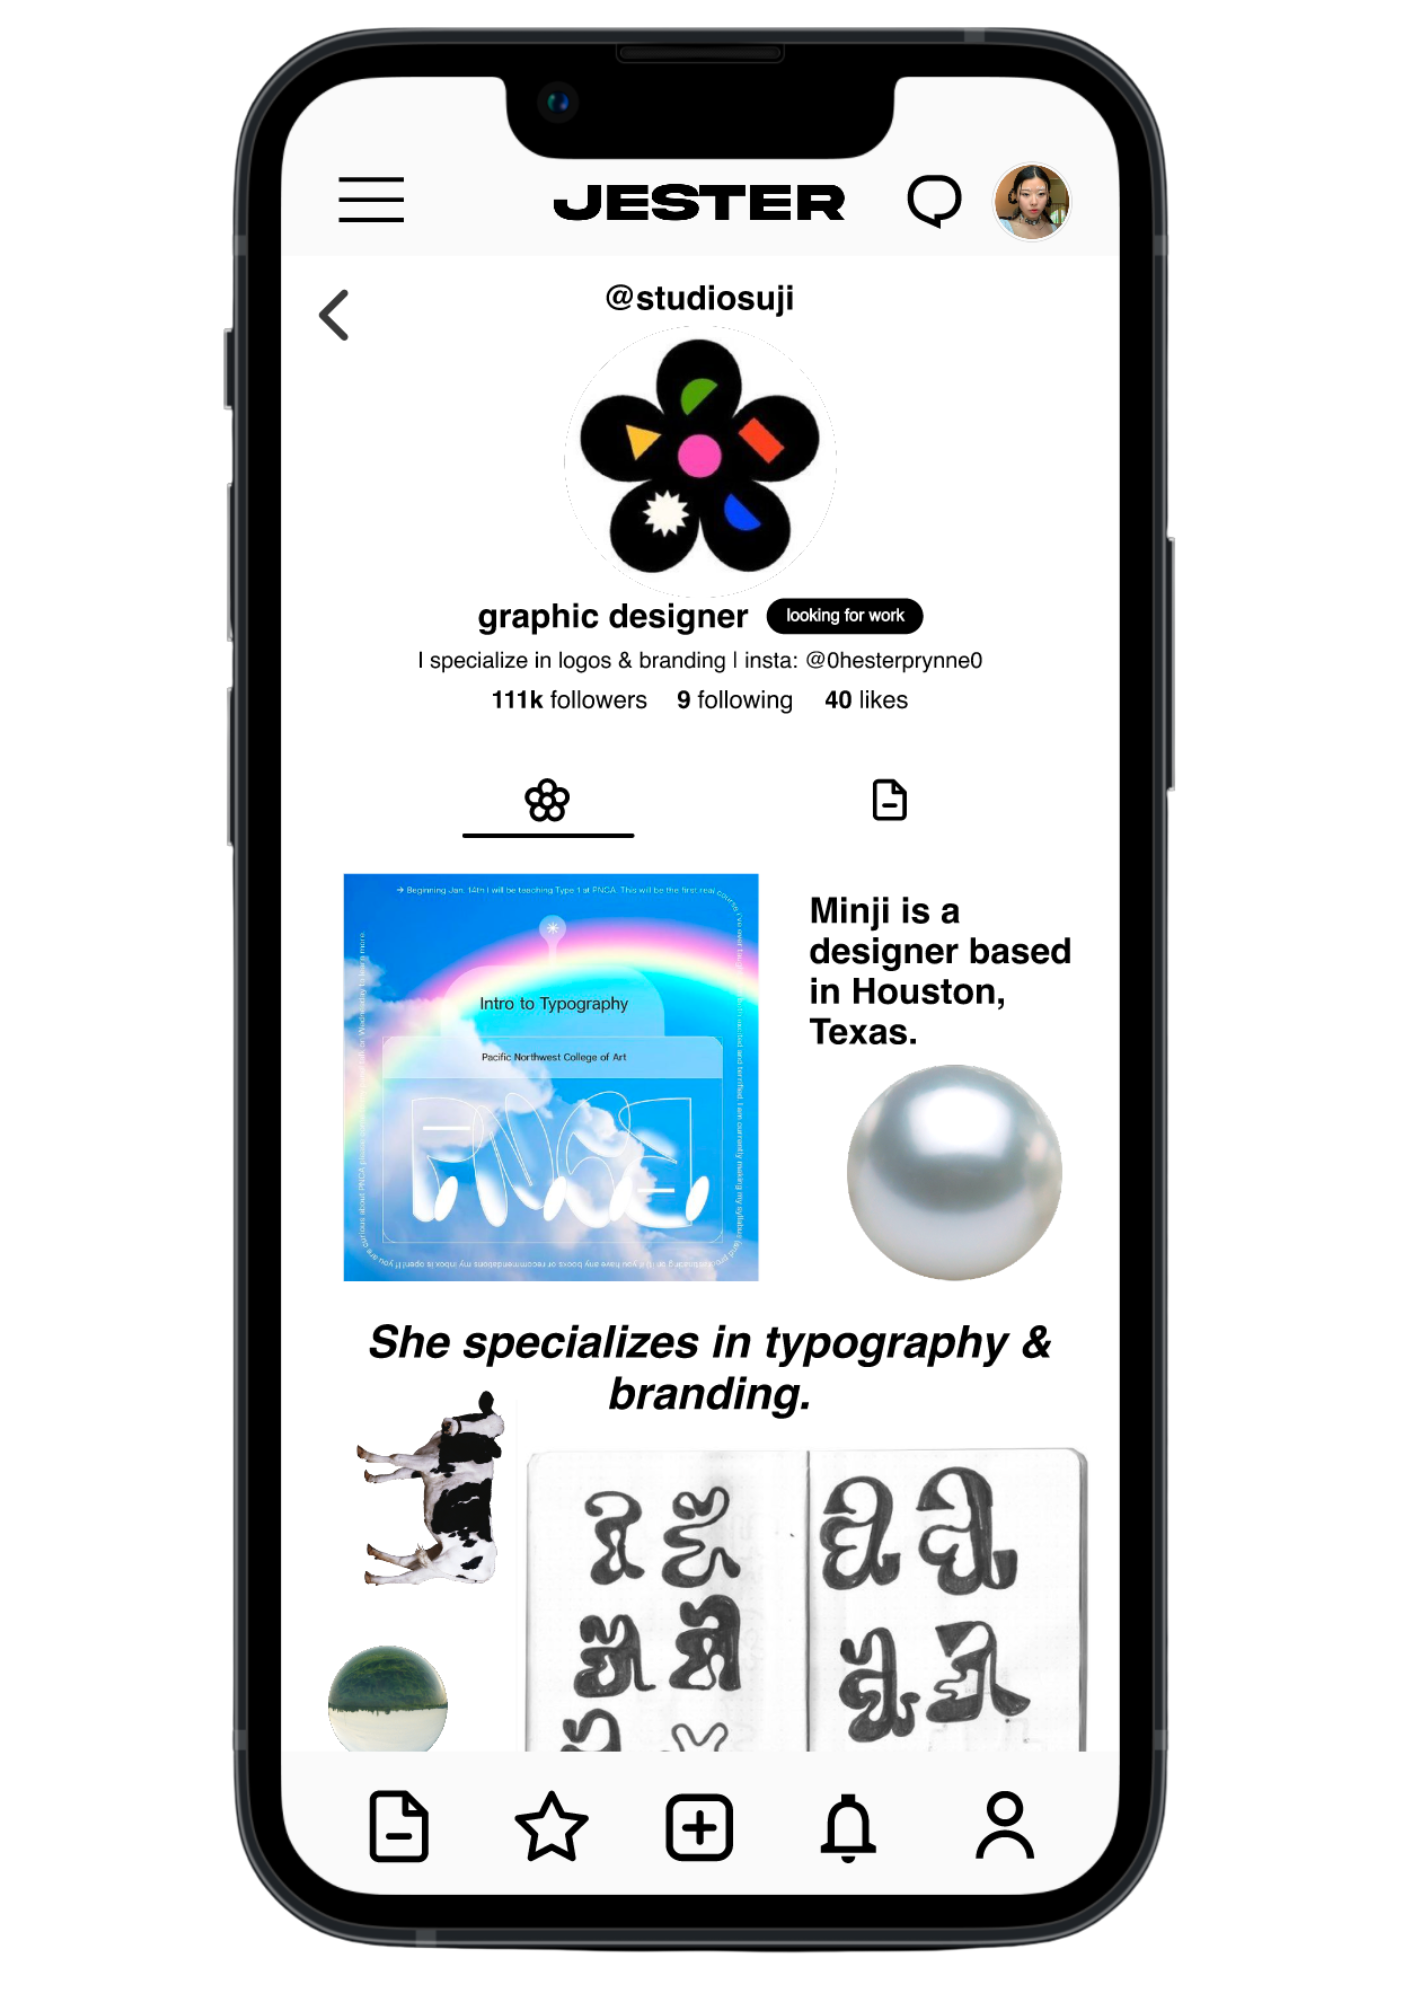 JESTER
@studiosuji
graphic designer
looking for work
I specialize in logos & branding | insta: @0hesterprynne0
111k followers 9 following 40 likes
→ Beginning Jan. 14th I will be teaching Type 1 at PNCA. This will be the first real course I've ever taught
Intro to Typography
Pacific Northwest College of Art
PNCA
Minji is a
designer based
in Houston,
Texas.
She specializes in typography &
branding.